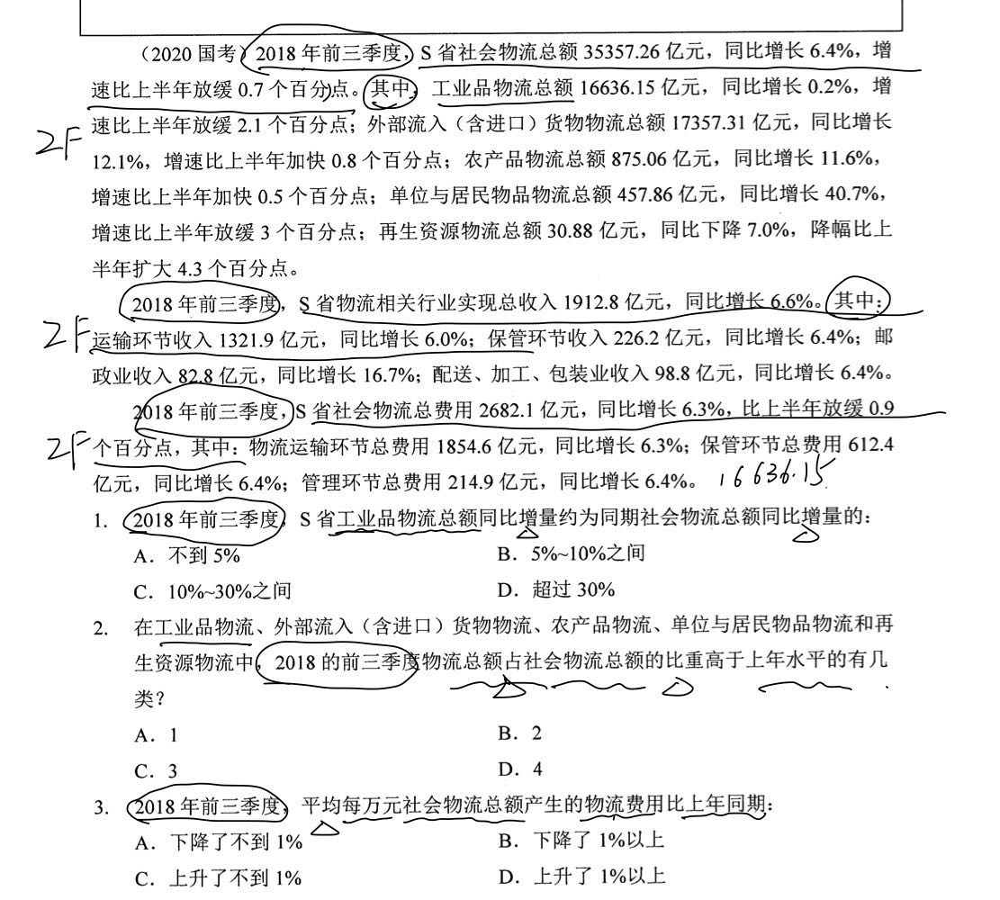 （2020 国考）2018 年前三季度，S 省社会物流总额 35357.26 亿元，同比增长 6.4%，增
速比上半年放缓 0.7 个百分点。其中，工业品物流总额 16636.15 亿元，同比增长 0.2%，增
速比上半年放缓 2.1 个百分点；外部流入（含进口）货物物流总额 17357.31 亿元，同比增长
2F
12.1%，增速比上半年加快 0.8 个百分点；农产品物流总额 875.06 亿元，同比增长 11.6%，
增速比上半年加快 0.5 个百分点；单位与居民物品物流总额 457.86 亿元，同比增长 40.7%，
增速比上半年放缓 3 个百分点；再生资源物流总额 30.88 亿元，同比下降 7.0%，降幅比上
半年扩大 4.3 个百分点。
2018 年前三季度，S 省物流相关行业实现总收入 1912.8 亿元，同比增长 6.6%。其中：
2F
运输环节收入 1321.9 亿元，同比增长 6.0%；保管环节收入 226.2 亿元，同比增长 6.4%；邮
政业收入 82.8 亿元，同比增长 16.7%；配送、加工、包装业收入 98.8 亿元，同比增长 6.4%。
2018 年前三季度，S 省社会物流总费用 2682.1 亿元，同比增长 6.3%，比上半年放缓 0.9
2F
个百分点，其中：物流运输环节总费用 1854.6 亿元，同比增长 6.3%；保管环节总费用 612.4
亿元，同比增长 6.4%；管理环节总费用 214.9 亿元，同比增长 6.4%。
16636.15
1. 2018 年前三季度，S 省工业品物流总额同比增量约为同期社会物流总额同比增量的：
A．不到 5%
B．5%~10%之间
C．10%~30%之间
D．超过 30%
2. 在工业品物流、外部流入（含进口）货物物流、农产品物流、单位与居民物品物流和再
生资源物流中，2018 的前三季度物流总额占社会物流总额的比重高于上年水平的有几
类？
A．1
B．2
C．3
D．4
3. 2018 年前三季度，平均每万元社会物流总额产生的物流费用比上年同期：
A．下降了不到 1%
B．下降了 1%以上
C．上升了不到 1%
D．上升了 1%以上